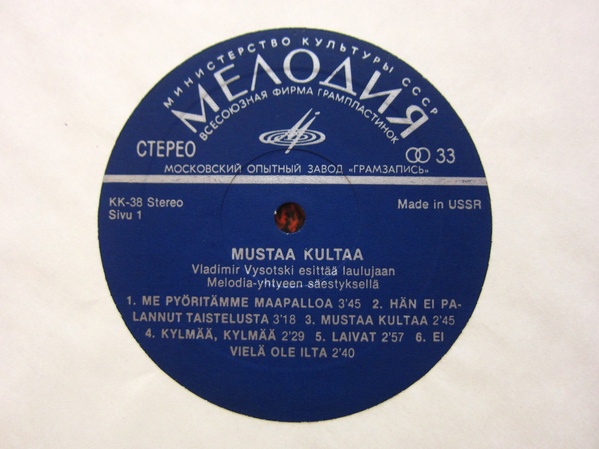 МИНИСТЕРСТВО КУЛЬТУРЫ СССР
МЕЛОДИЯ
ВСЕСОЮЗНАЯ ФИРМА ГРАМПЛАСТИНОК
СТЕРЕО
33
МОСКОВСКИЙ ОПЫТНЫЙ ЗАВОД «ГРАМЗАПИСЬ»
KK-38 Stereo
Sivu 1
Made in USSR
MUSTAA KULTAA
Vladimir Vysotski esittää laulujaan
Melodia-yhtyeen säestyksellä
1. ME PYÖRITÄMME MAAPALLOA 3'45 2. HÄN EI PA-
LANNUT TAISTELUSTA 3'18 3. MUSTAA KULTAA 2'45
4. KYLMÄÄ, KYLMÄÄ 2'29 5. LAIVAT 2'57 6. EI
VIELÄ OLE ILTA 2'40